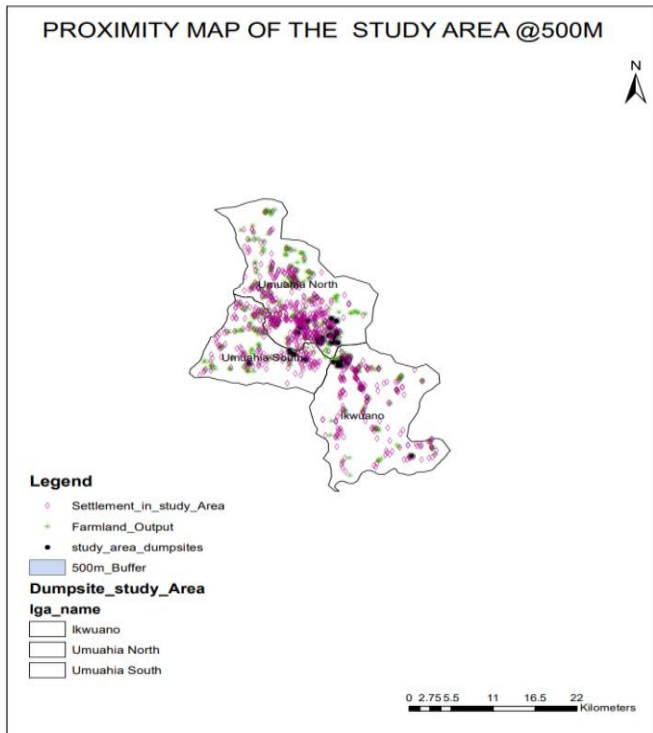 PROXIMITY MAP OF THE STUDY AREA @500M
N
Umuahia North
Umuahia South
Ikwuano
Legend
Settlement_in_study_Area
Farmland_Output
study_area_dumpsites
500m_Buffer
Dumpsite_study_Area
lga_name
Ikwuano
Umuahia North
Umuahia South
0 2.75 5.5 11 16.5 22
Kilometers